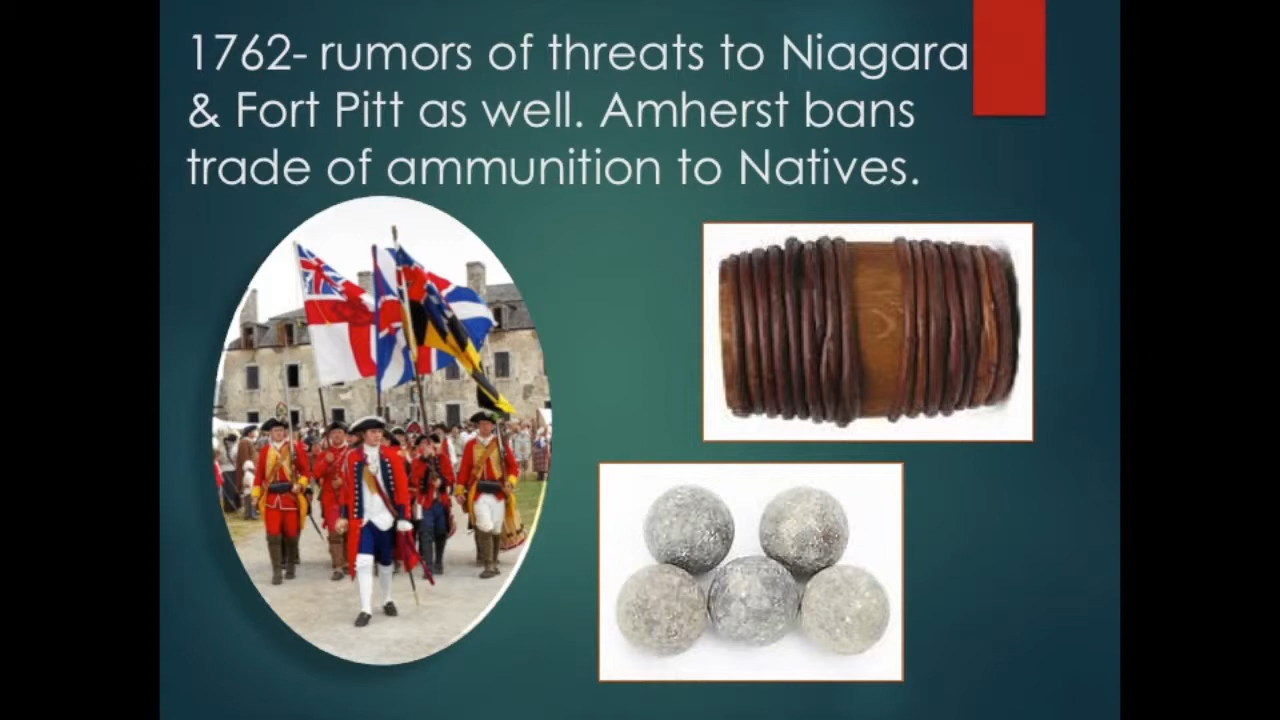 1762- rumors of threats to Niagara
& Fort Pitt as well. Amherst bans
trade of ammunition to Natives.